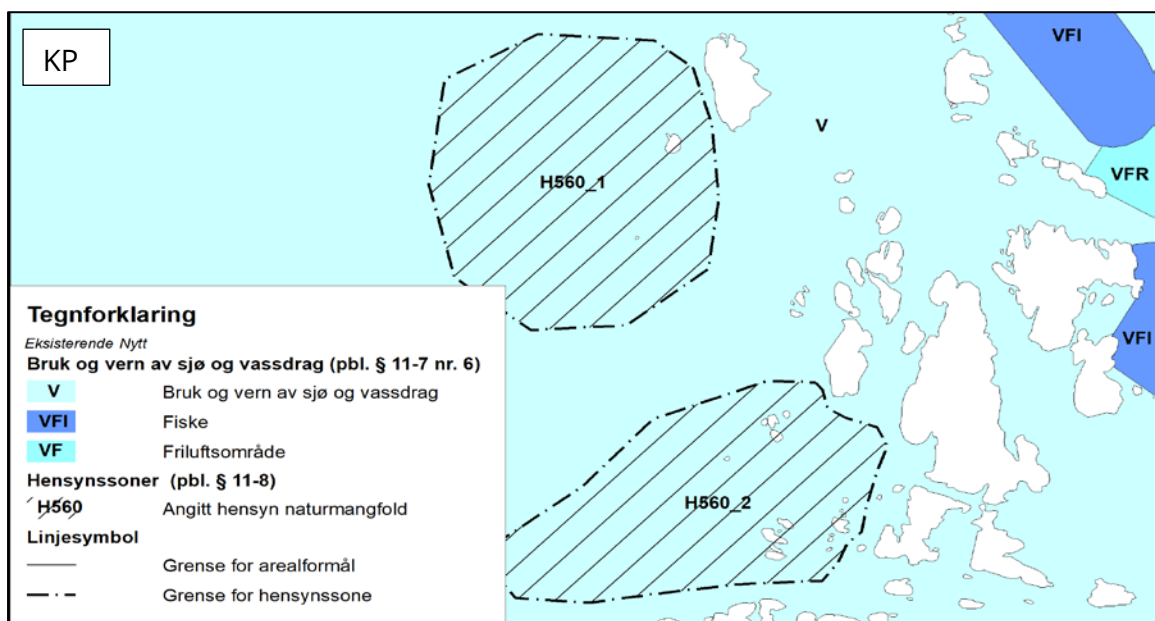 KP
VFI
V
VFR
H560_1
VFI
H560_2
Tegnforklaring
Eksisterende Nytt
Bruk og vern av sjø og vassdrag (pbl. § 11-7 nr. 6)
V Bruk og vern av sjø og vassdrag
VFI Fiske
VF Friluftsområde
Hensynssoner (pbl. § 11-8)
H560 Angitt hensyn naturmangfold
Linjesymbol
Grense for arealformål
Grense for hensynssone